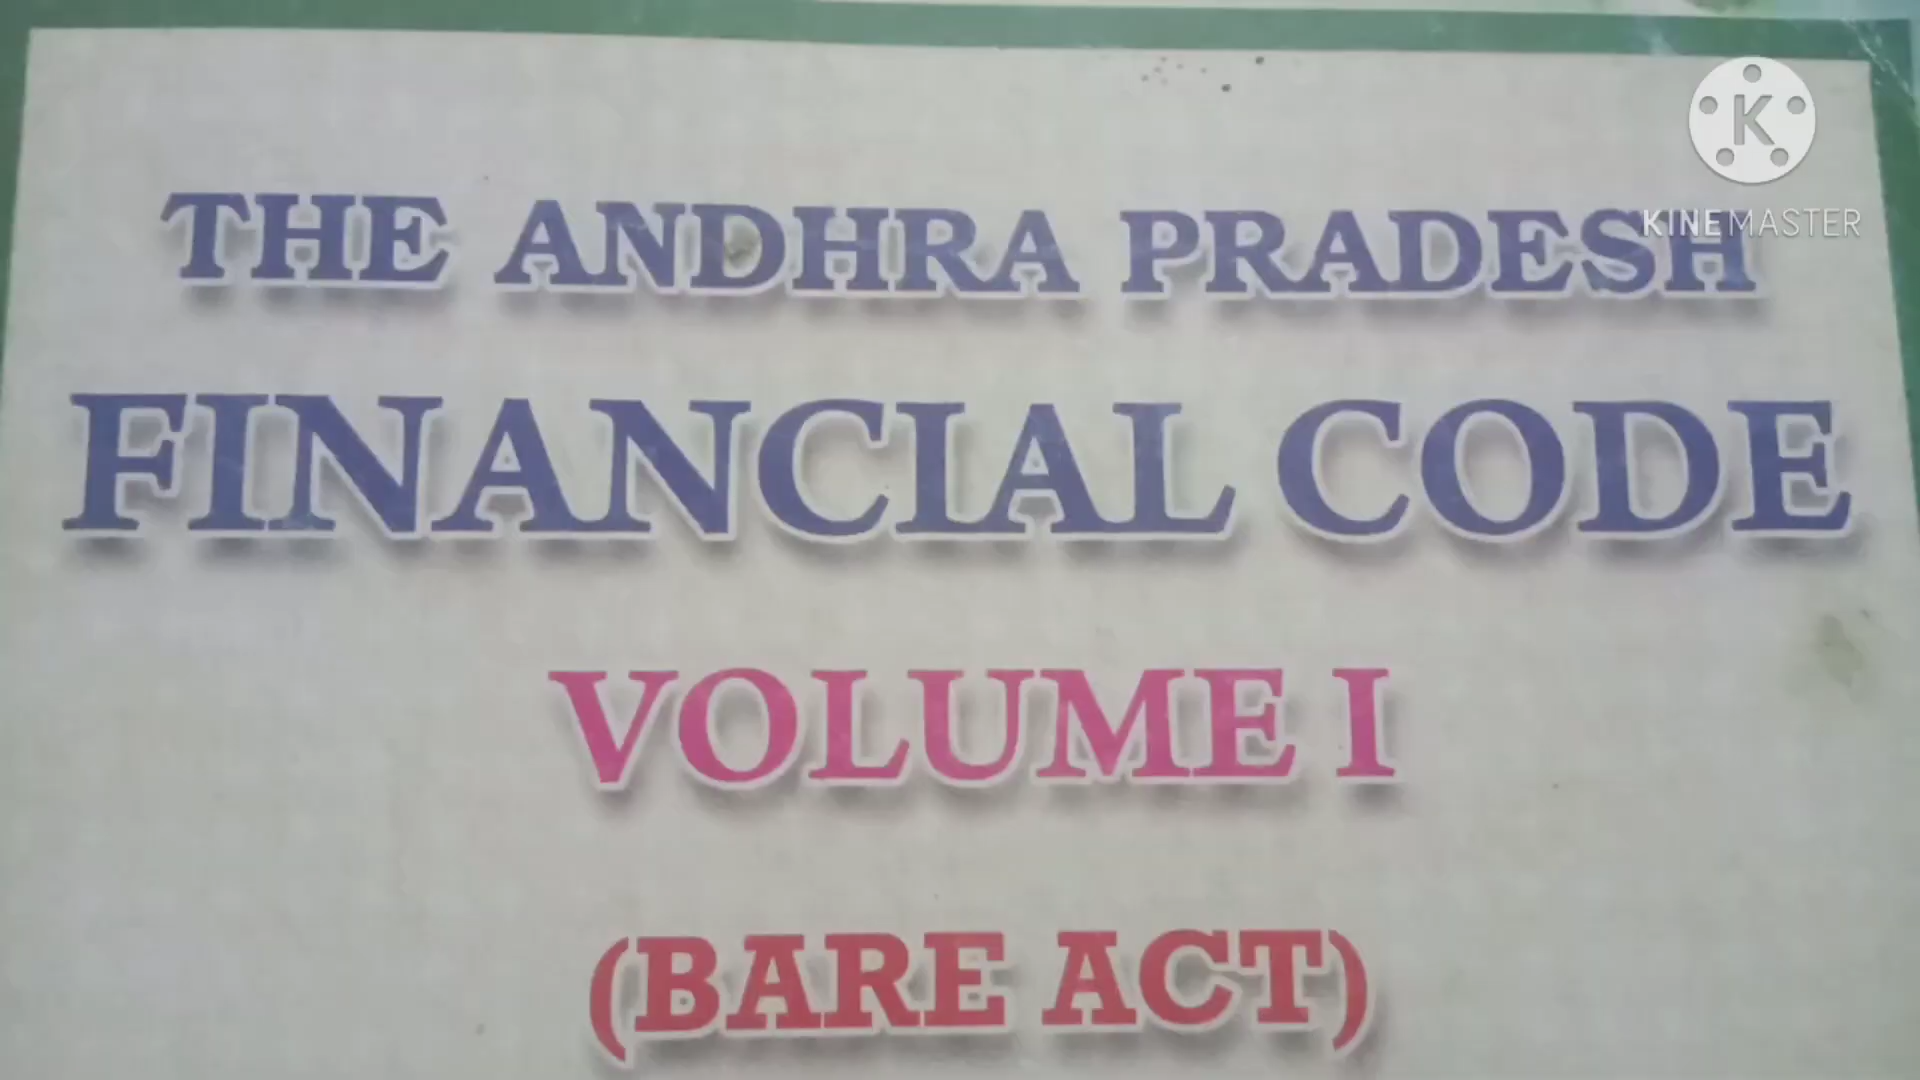 THE ANDHRA PRADESH
FINANCIAL CODE
VOLUME I
(BARE ACT)
K
KINEMASTER